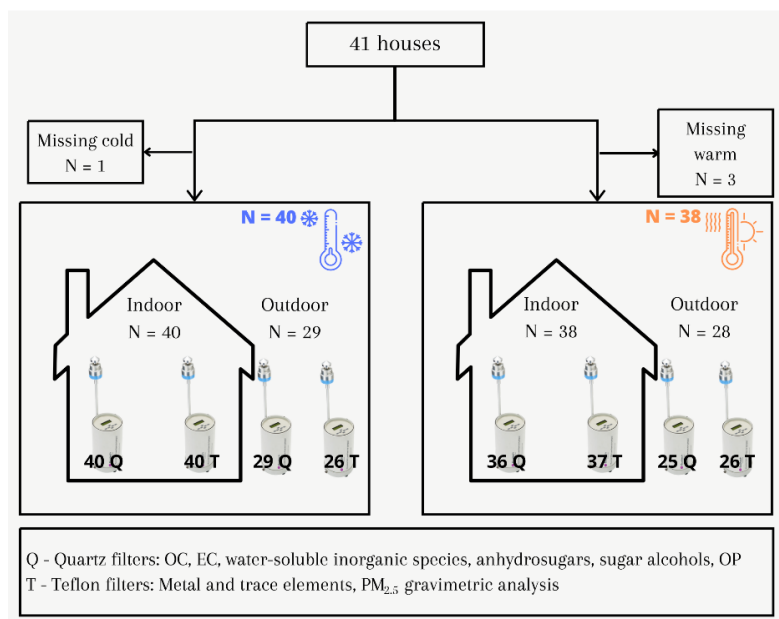 41 houses
Missing cold
N = 1
Missing
warm
N = 3
N = 40
N = 38
Indoor
N = 40
Outdoor
N = 29
Indoor
N = 38
Outdoor
N = 28
40 Q
40 T
29 Q
26 T
36 Q
37 T
25 Q
26 T
Q - Quartz filters: OC, EC, water-soluble inorganic species, anhydrosugars, sugar alcohols, OP
T - Teflon filters: Metal and trace elements, PM2.5 gravimetric analysis